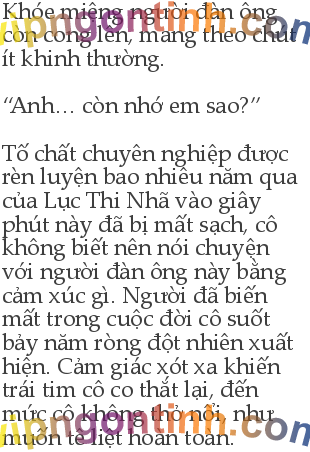 Khóe miệng người đàn ông
còn cong lên, mang theo chút
ít khinh thường.
“Anh… còn nhớ em sao?”
Tố chất chuyên nghiệp được
rèn luyện bao nhiêu năm qua
của Lục Thi Nhã vào giây
phút này đã bị mất sạch, cô
không biết nên nói chuyện
với người đàn ông này bằng
cảm xúc gì. Người đã biến
mất trong cuộc đời cô suốt
bảy năm ròng đột nhiên xuất
hiện. Cảm giác xót xa khiến
trái tim cô co thắt lại, đến
mức cô không thở nổi, như
muốn tê liệt hoàn toàn.
vipngontinh.com
vipngontinh.com